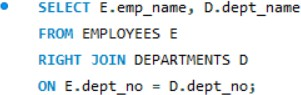 SELECT E.emp_name, D.dept_name
FROM EMPLOYEES E
RIGHT JOIN DEPARTMENTS D
ON E.dept_no = D.dept_no;